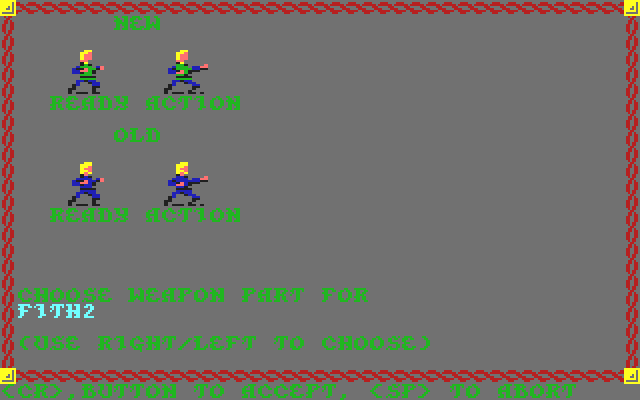 NEW
READY ACTION
OLD
READY ACTION
CHOOSE WEAPON PART FOR
FITH2
(USE RIGHT/LEFT TO CHOOSE)
<CR>,BUTTON TO ACCEPT, <SP> TO ABORT